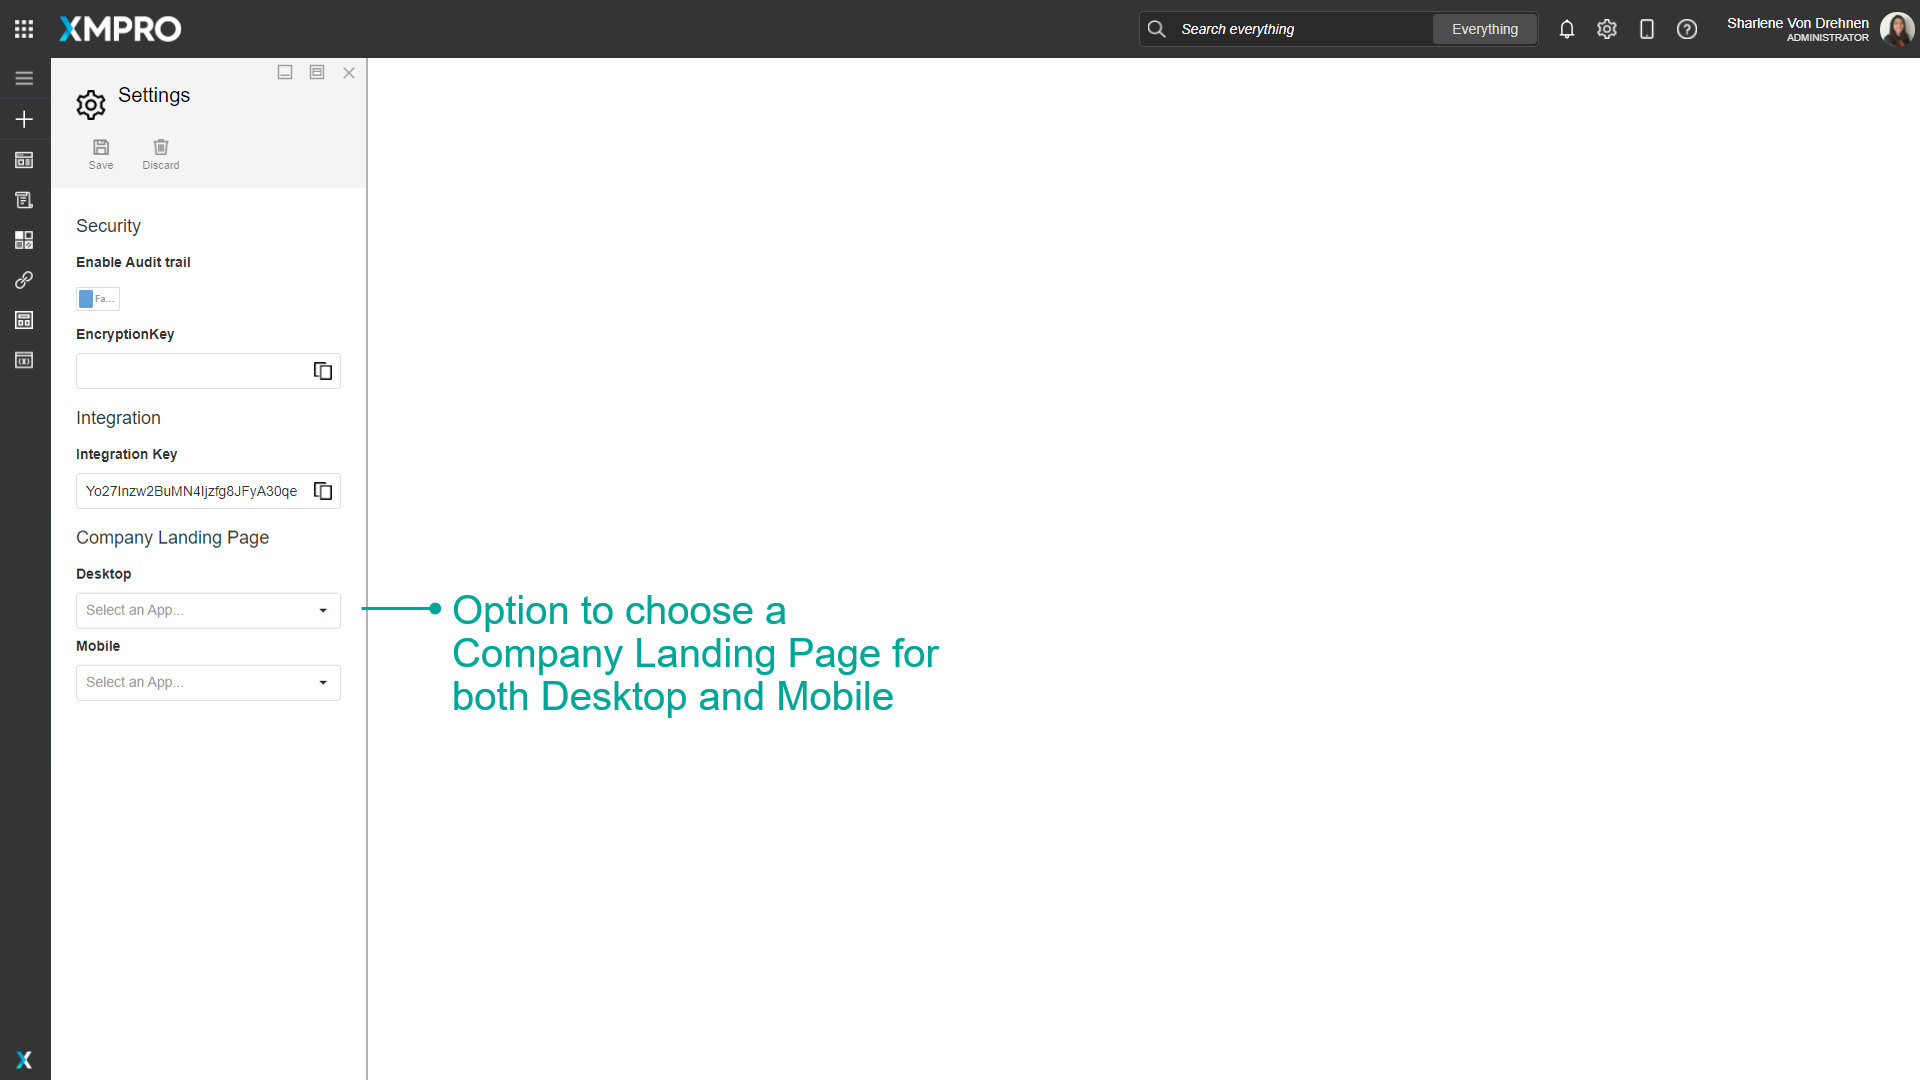 XMPRO
Search everything
Everything
Sharlene Von Drehnen
ADMINISTRATOR
Settings
Save
Discard
Security
Enable Audit trail
Fa...
EncryptionKey
Integration
Integration Key
Yo27Inzw2BuMN4Ijzfg8JFyA30qe
Company Landing Page
Desktop
Select an App...
Mobile
Select an App...
Option to choose a
Company Landing Page for
both Desktop and Mobile